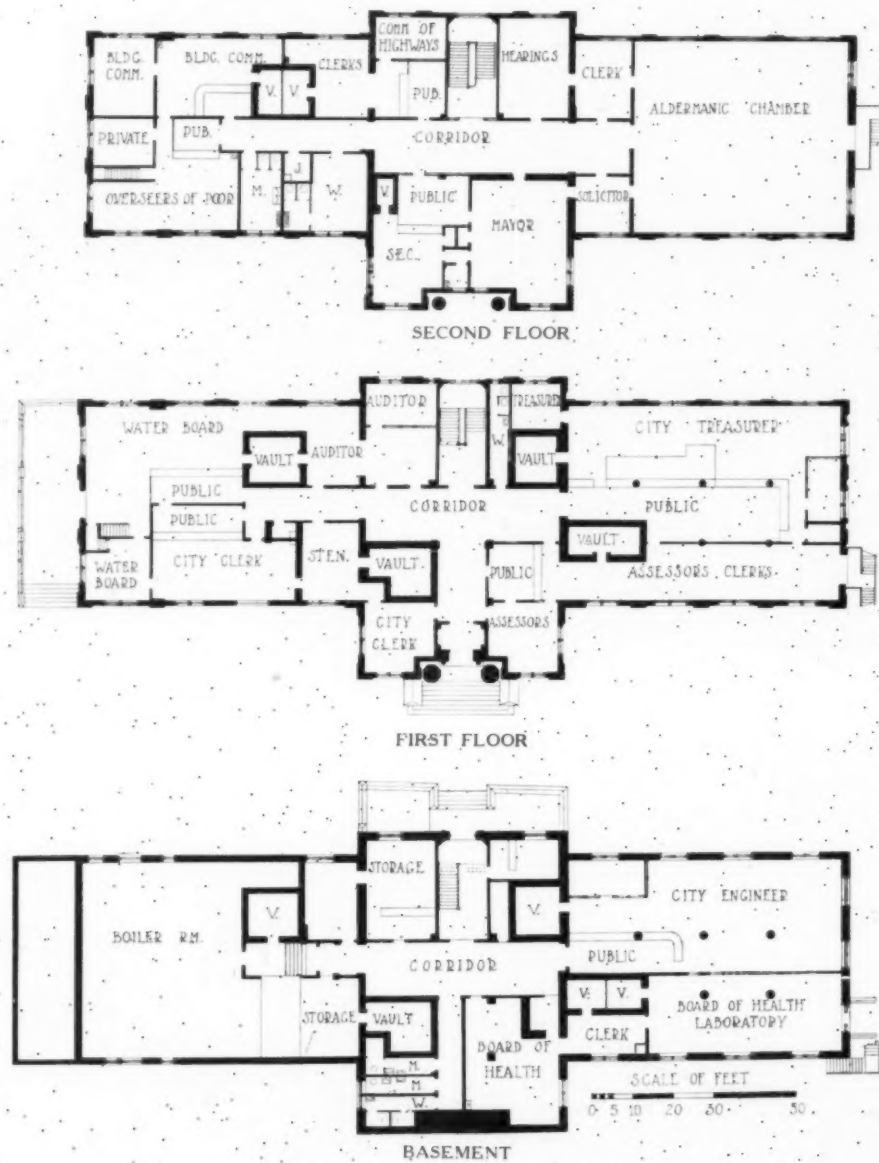 COMM OF
HIGHWAYS
BLDG.
COMM.
BLDG. COMM.
CLERKS
HEARINGS
CLERK
V. V.
PUB.
ALDERMANIC CHAMBER
PRIVATE
PUB.
CORRIDOR
OVERSEERS OF POOR
M.
J.
W.
V.
PUBLIC
SOLICITOR
MAYOR
SEC.
SECOND FLOOR
WATER BOARD
AUDITOR
TREASURER
CITY TREASURER
W.
VAULT
AUDITOR
VAULT
PUBLIC
PUBLIC
CORRIDOR
PUBLIC
WATER
BOARD
CITY CLERK
STEN.
VAULT.
PUBLIC
VAULT.
ASSESSORS CLERKS
CITY
CLERK
ASSESSORS
FIRST FLOOR
STORAGE
V.
V.
CITY ENGINEER
BOILER RM.
CORRIDOR
PUBLIC
STORAGE
VAULT
V. V.
BOARD OF HEALTH
LABORATORY
CLERK
BOARD OF
HEALTH
M.
M.
W.
SCALE OF FEET
0 5 10 20 30 50
BASEMENT